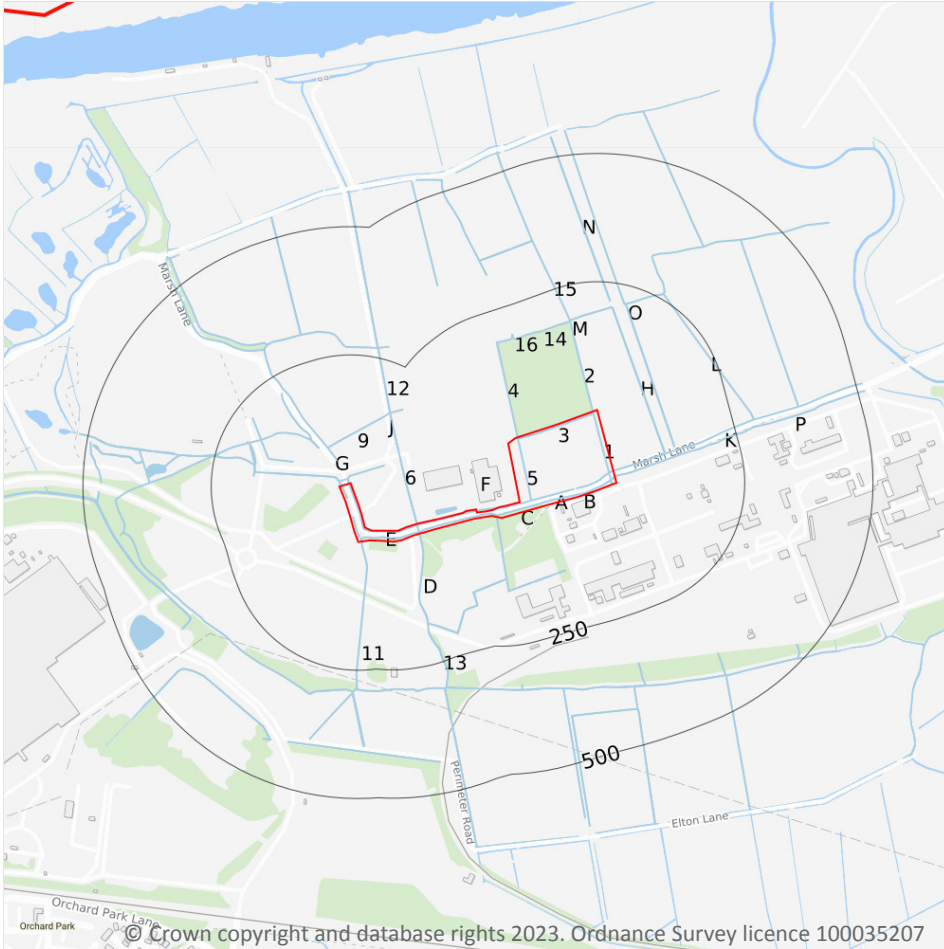 N
Marsh Lane
15
O
M
16
14
L
2
12
4
H
P
J
3
9
K
1
Marsh Lane
G
6
F
5
A
B
C
E
D
250
11
13
500
Perimeter Road
Elton Lane
Orchard Park Lane
Orchard Park
© Crown copyright and database rights 2023. Ordnance Survey licence 100035207